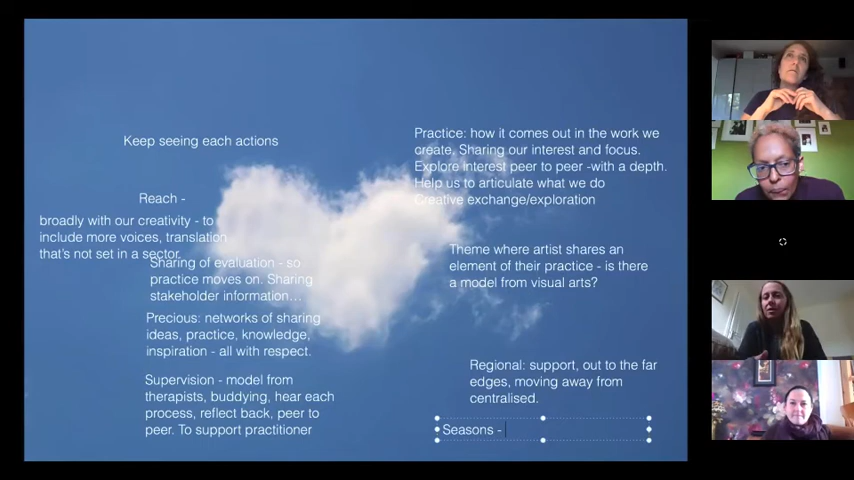 Keep seeing each actions
Reach -
broadly with our creativity - to
include more voices, translation
that's not set in a sector.
Sharing of evaluation - so
practice moves on. Sharing
stakeholder information...
Precious: networks of sharing
ideas, practice, knowledge,
inspiration - all with respect.
Supervision - model from
therapists, buddying, hear each
process, reflect back, peer to
peer. To support practitioner
Practice: how it comes out in the work we
create. Sharing our interest and focus.
Explore interest peer to peer -with a depth.
Help us to articulate what we do
Creative exchange/exploration
Theme where artist shares an
element of their practice - is there
a model from visual arts?
Regional: support, out to the far
edges, moving away from
centralised.
Seasons -